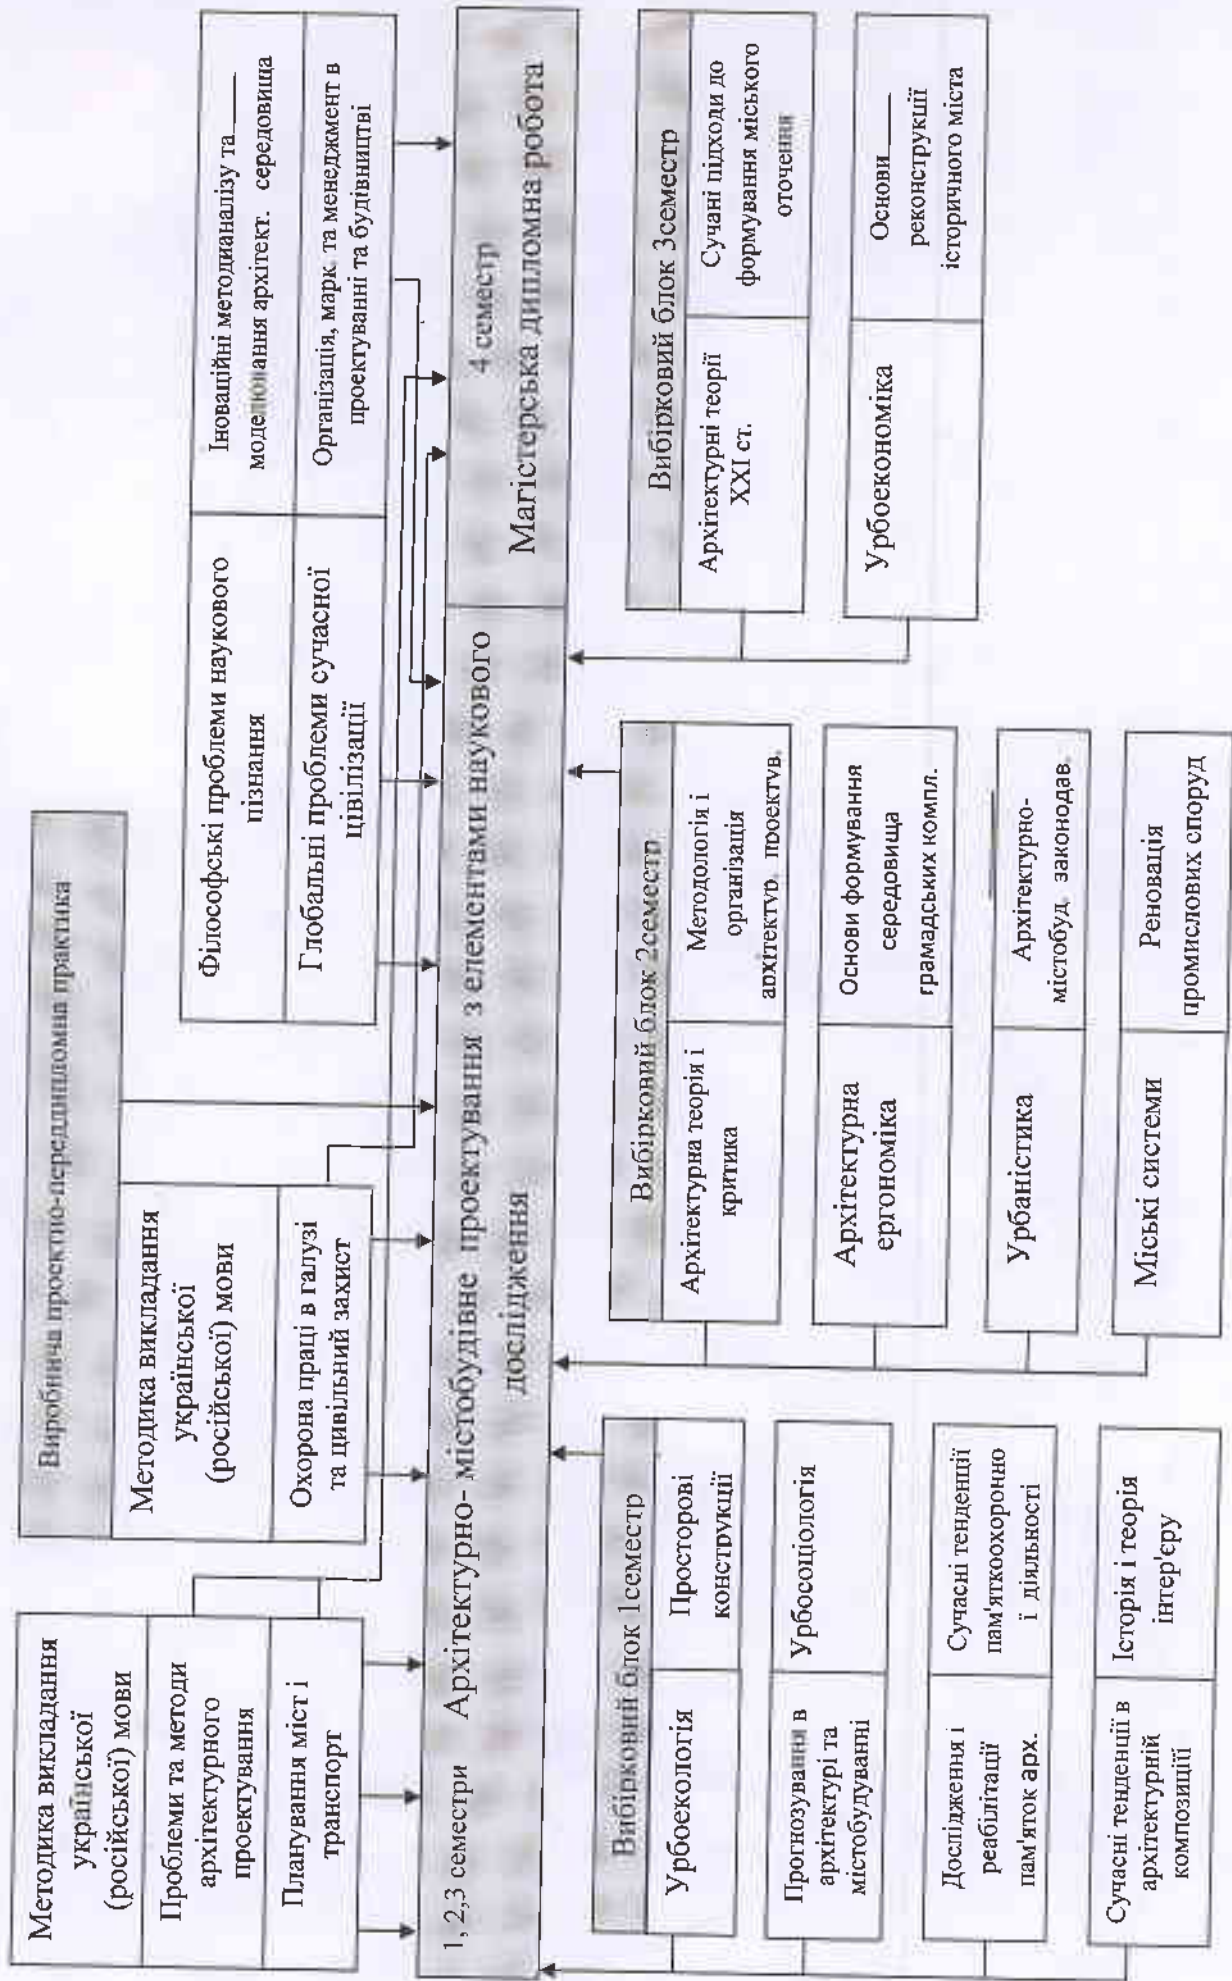 Виробнича проектно-передипломна практика
Методика викладання
української
(російської) мови
Проблеми та методи
архітектурного
проектування
Планування міст і
транспорт
Методика викладання
української
(російської) мови
Охорона праці в галузі
та цивільний захист
Філософські проблеми наукового
пізнання
Глобальні проблеми сучасної
цівілізації
Іноваційні методианалізу та
моделювання архітект. середовища
Організація, марк. та менеджмент в
проектуванні та будівництві
1, 2,3 семестри Архітектурно- містобудівне проектування з елементами наукового
дослідження
4 семестр
Магістерська дипломна робота
Вибірковий блок 1семестр
Урбоекологія
Просторові
конструкції
Прогнозування в
архітектурі та
містобудуванні
Урбосоціологія
Дослідження і
реабілітації
пам'яток арх.
Сучасні тенденції
пам'яткоохоронно
ї діяльності
Сучасні тенденції в
архітектурній
композиції
Історія і теорія
інтер'єру
Вибірковий блок 2семестр
Архітектурна теорія і
критика
Методологія і
організація
архітектур. проектув.
Архітектурна
ергономіка
Основи формування
середовища
грамадських компл.
Урбаністика
Архітектурно-
містобуд. законодав.
Міські системи
Реновація
промислових споруд
Вибірковий блок 3семестр
Архітектурні теорії
ХХІ ст.
Сучані підходи до
формування міського
оточення
Урбоекономіка
Основи
реконструкції
історичного міста